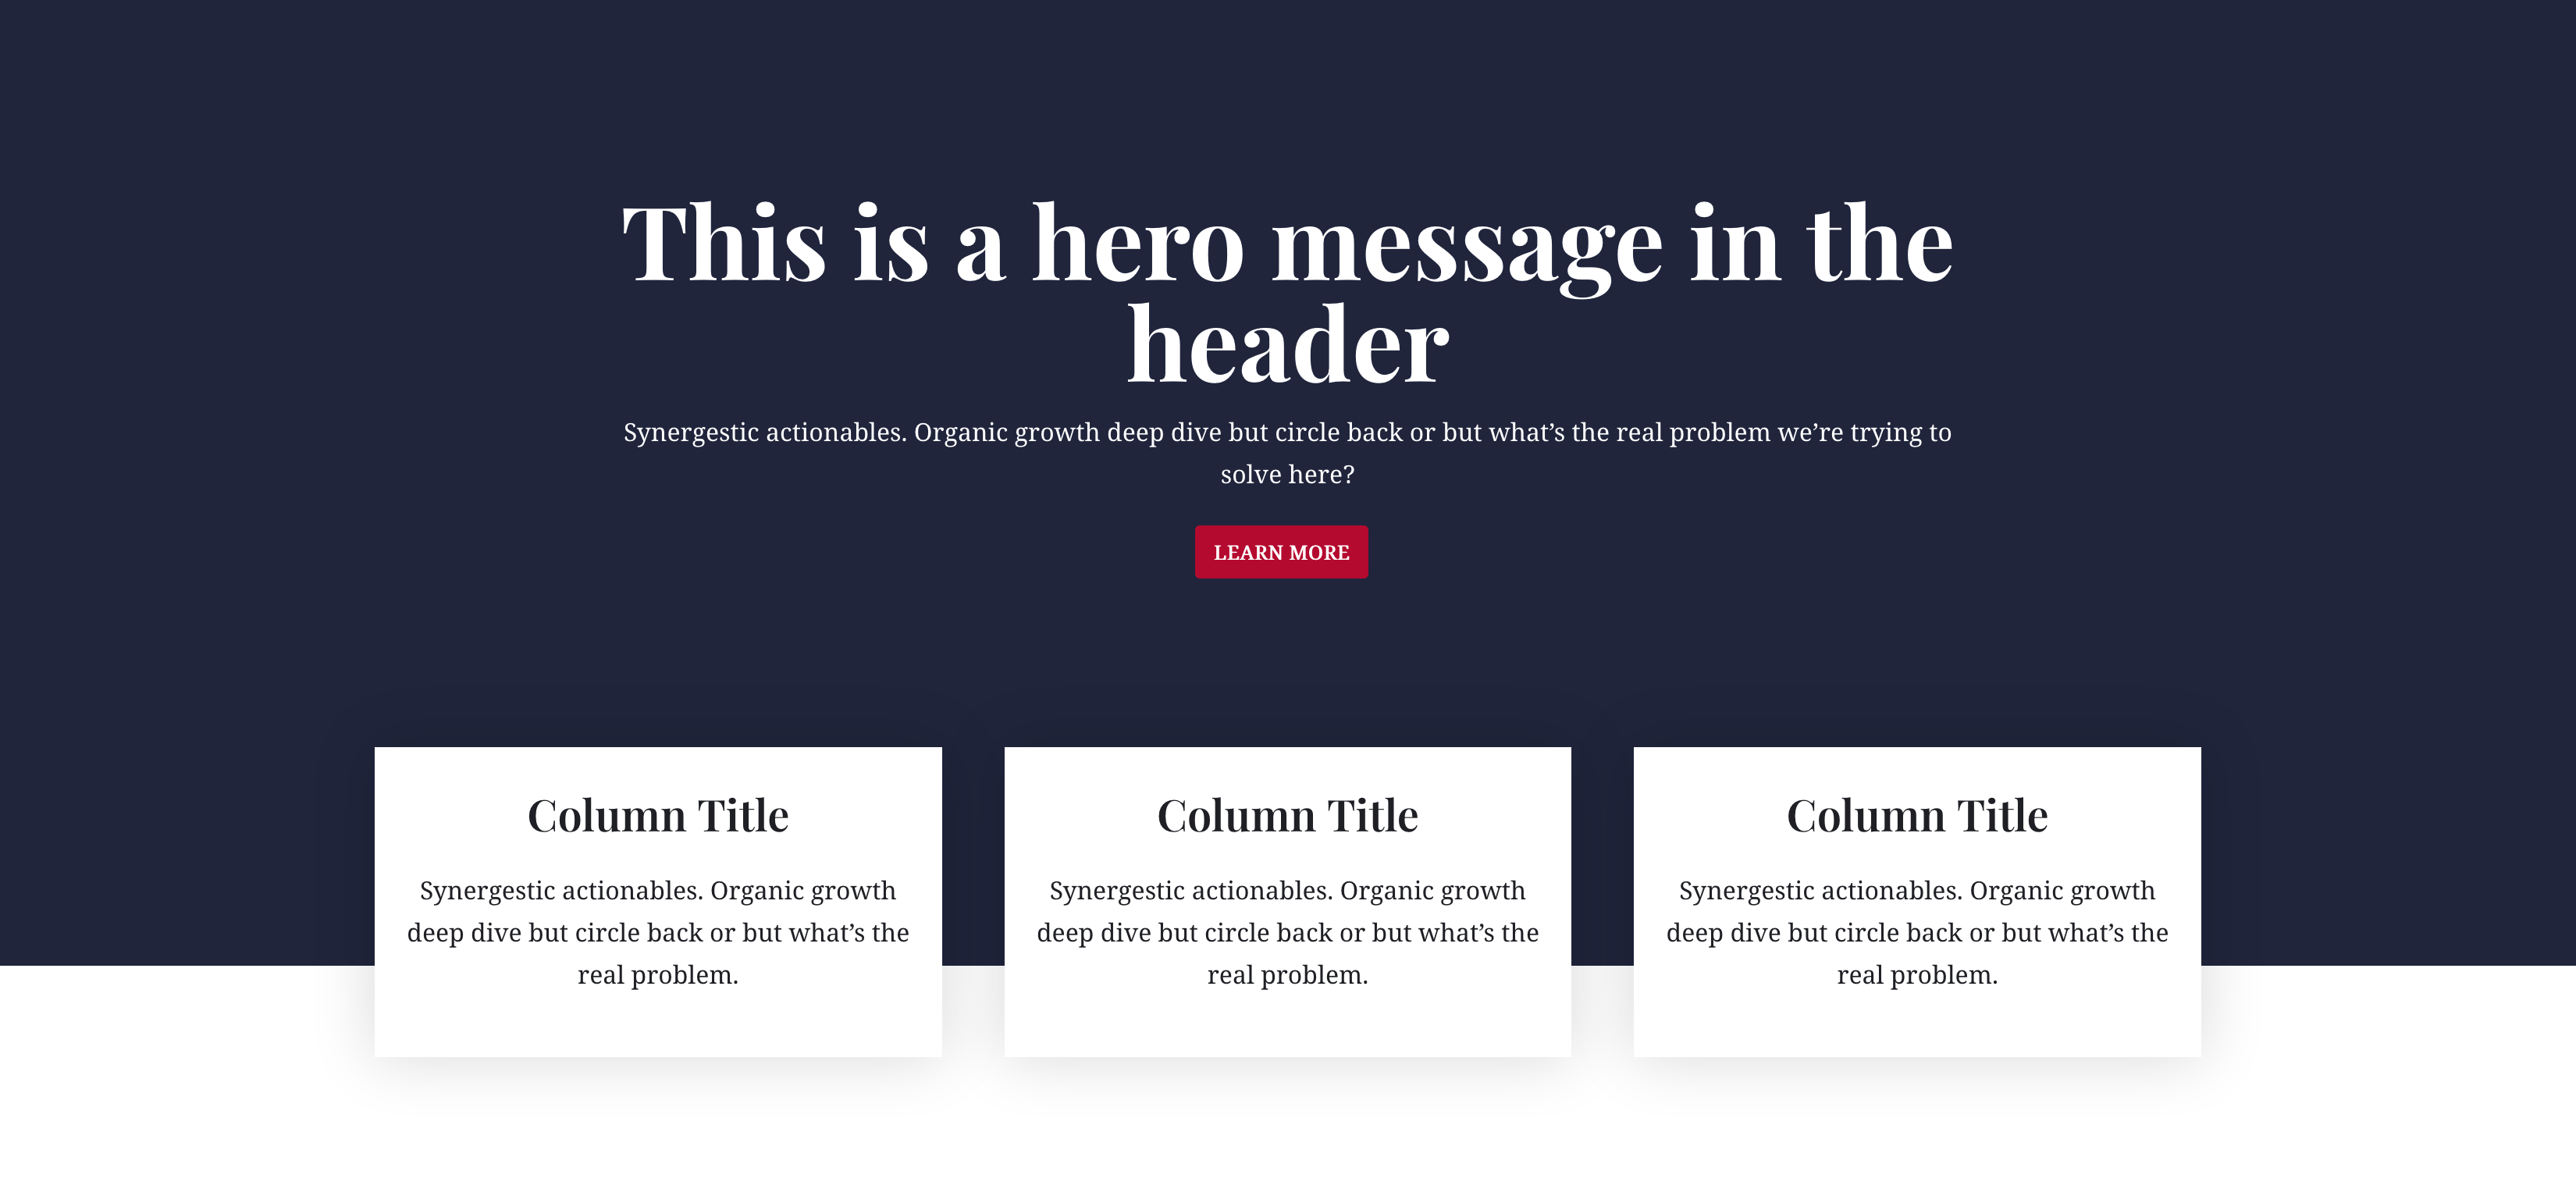 This is a hero message in the
header
Synergestic actionables. Organic growth deep dive but circle back or but what’s the real problem we’re trying to
solve here?
LEARN MORE
Column Title
Synergestic actionables. Organic growth
deep dive but circle back or but what’s the
real problem.
Column Title
Synergestic actionables. Organic growth
deep dive but circle back or but what’s the
real problem.
Column Title
Synergestic actionables. Organic growth
deep dive but circle back or but what’s the
real problem.